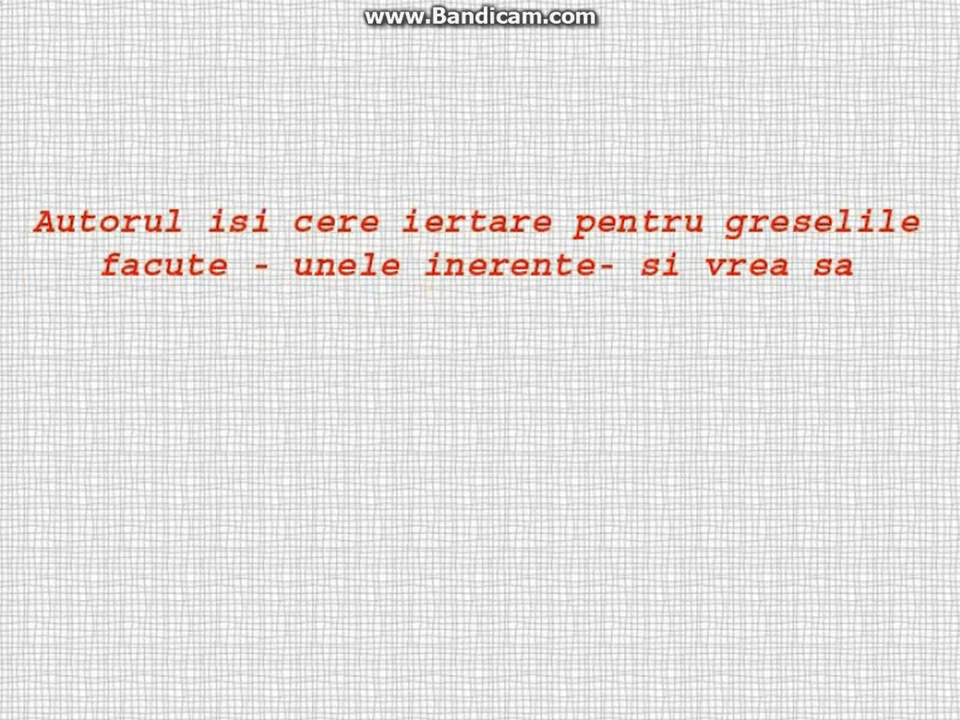 www.Bandicam.com
Autorul isi cere iertare pentru greselile
facute - unele inerente- si vrea sa